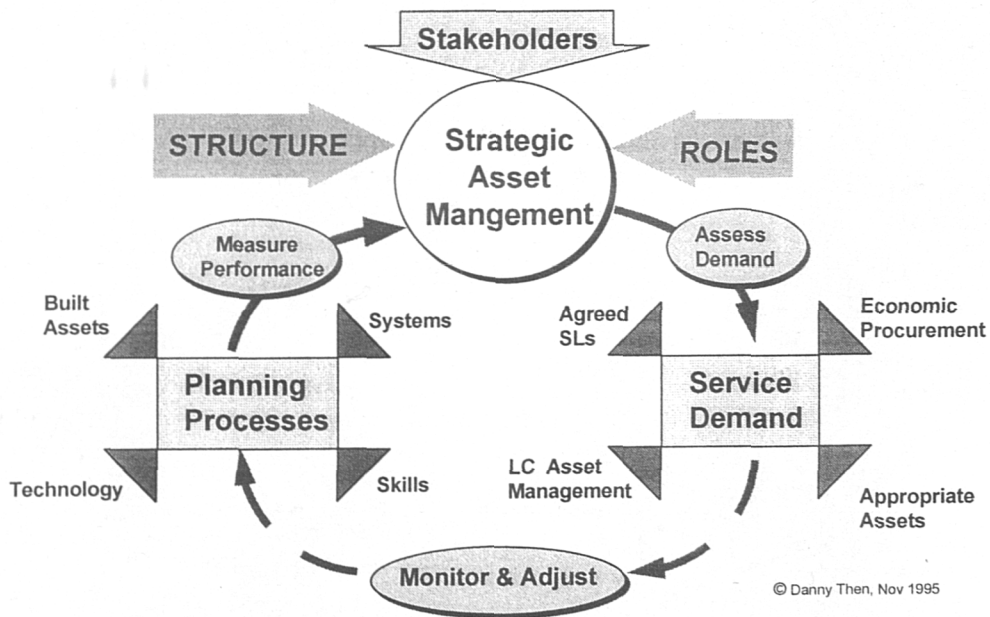 Stakeholders
STRUCTURE
Strategic
Asset
Mangement
ROLES
Measure
Performance
Assess
Demand
Built
Assets
Systems
Agreed
SLs
Economic
Procurement
Planning
Processes
Service
Demand
Technology
Skills
LC Asset
Management
Appropriate
Assets
Monitor & Adjust
© Danny Then, Nov 1995